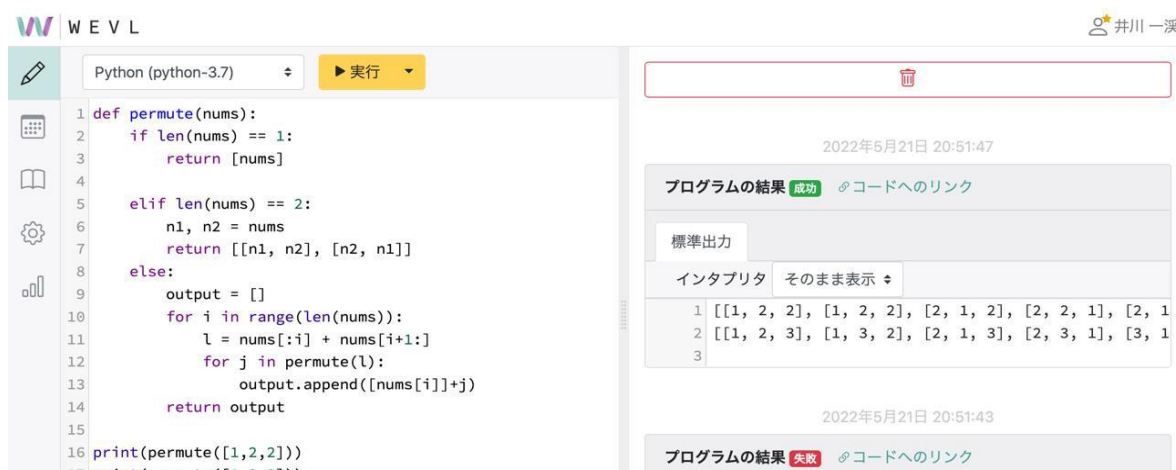 WEVL
井川 一渓
Python (python-3.7)
実行
1 def permute(nums):
2     if len(nums) == 1:
3         return [nums]
4
5     elif len(nums) == 2:
6         n1, n2 = nums
7         return [[n1, n2], [n2, n1]]
8     else:
9         output = []
10         for i in range(len(nums)):
11             l = nums[:i] + nums[i+1:]
12             for j in permute(l):
13                 output.append([nums[i]]+j)
14         return output
15
16 print(permute([1,2,2]))
2022年5月21日 20:51:47
プログラムの結果 成功 コードへのリンク
標準出力
インタプリタ そのまま表示
1 [[1, 2, 2], [1, 2, 2], [2, 1, 2], [2, 2, 1], [2, 1
2 [[1, 2, 3], [1, 3, 2], [2, 1, 3], [2, 3, 1], [3, 1
3
2022年5月21日 20:51:43
プログラムの結果 失敗 コードへのリンク